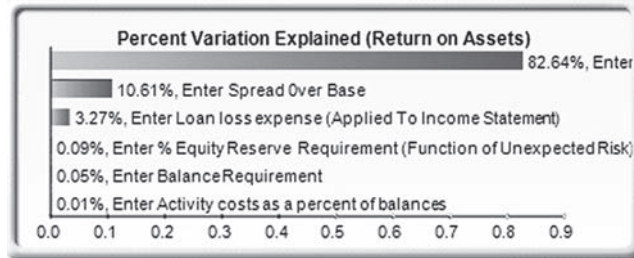 Percent Variation Explained (Return on Assets)
82.64%, Enter
10.61%, Enter Spread Over Base
3.27%, Enter Loan loss expense (Applied To Income Statement)
0.09%, Enter % Equity Reserve Requirement (Function of Unexpected Risk)
0.05%, Enter Balance Requirement
0.01%, Enter Activity costs as a percent of balances
0.0 0.1 0.2 0.3 0.4 0.5 0.6 0.7 0.8 0.9